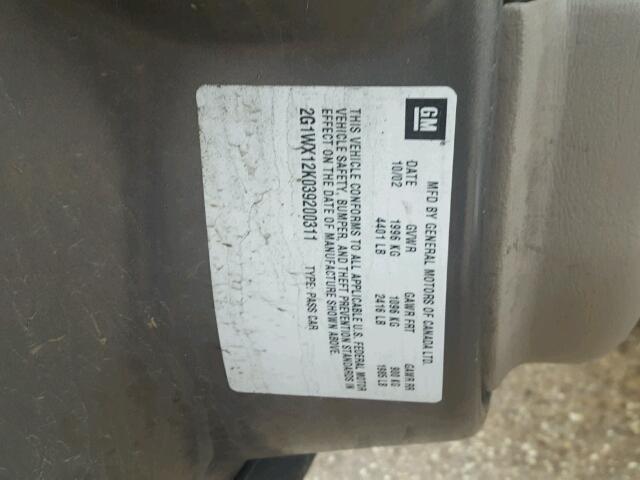 GM
MFD BY GENERAL MOTORS OF CANADA LTD.
DATE GVWR GAWR FRT GAWR RR
10/02 1996 KG 1096 KG 900 KG
4401 LB 2416 LB 1985 LB
THIS VEHICLE CONFORMS TO ALL APPLICABLE U.S. FEDERAL MOTOR
VEHICLE SAFETY, BUMPER, AND THEFT PREVENTION STANDARDS IN
EFFECT ON THE DATE OF MANUFACTURE SHOWN ABOVE.
2G1WX12K039200311 TYPE: PASS CAR